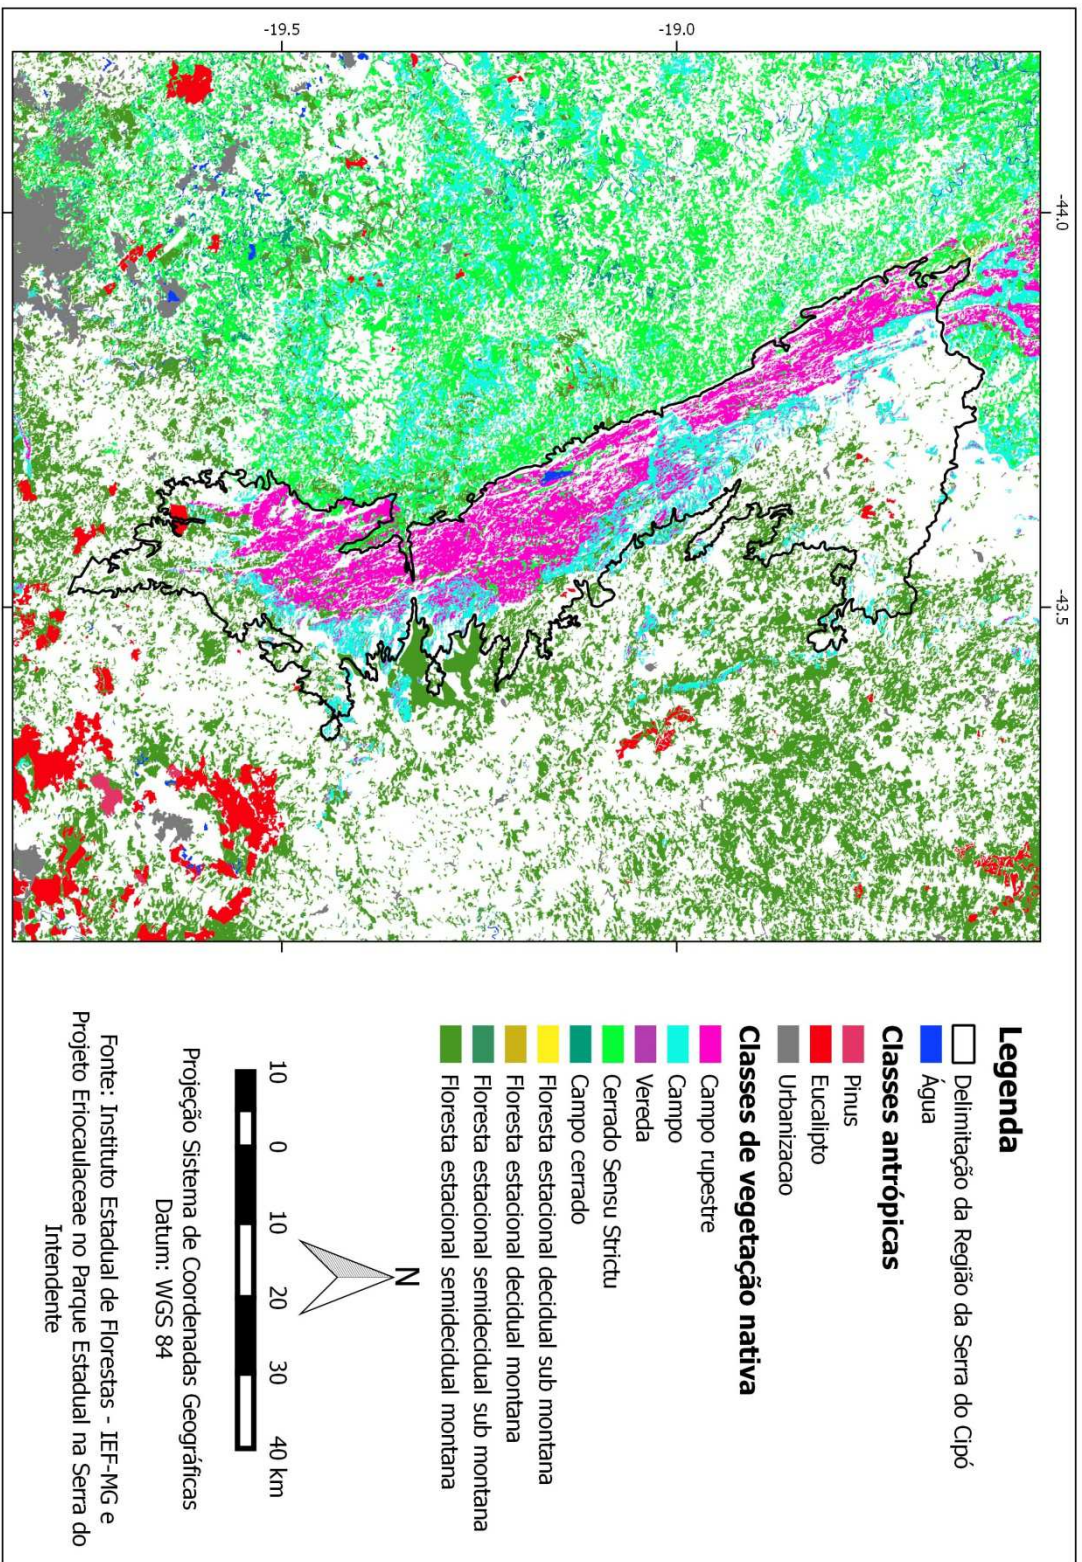 -44.0
-43.5
-19.0
-19.5
Legenda
Delimitação da Região da Serra do Cipó
Água
Classes antrópicas
Pinus
Eucalipto
Urbanizacao
Classes de vegetação nativa
Campo rupestre
Campo
Vereda
Cerrado Sensu Strictu
Campo cerrado
Floresta estacional decidual sub montana
Floresta estacional decidual montana
Floresta estacional semidecidual sub montana
Floresta estacional semidecidual montana
N
10 0 10 20 30 40 km
Projeção Sistema de Coordenadas Geográficas
Datum: WGS 84
Fonte: Instituto Estadual de Florestas - IEF-MG e
Projeto Eriocaulaceae no Parque Estadual na Serra do
Intendente